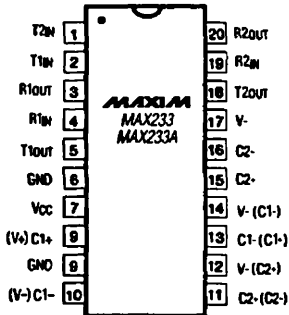 T2IN 1
T1IN 2
R1OUT 3
R1IN 4
T1OUT 5
GND 6
VCC 7
(V+) C1+ 9
GND 9
(V-) C1- 10
MAXIM
MAX233
MAX233A
20 R2OUT
19 R2IN
18 T2OUT
17 V-
16 C2-
15 C2+
14 V- (C1-)
13 C1- (C1+)
12 V- (C2+)
11 C2+ (C2-)